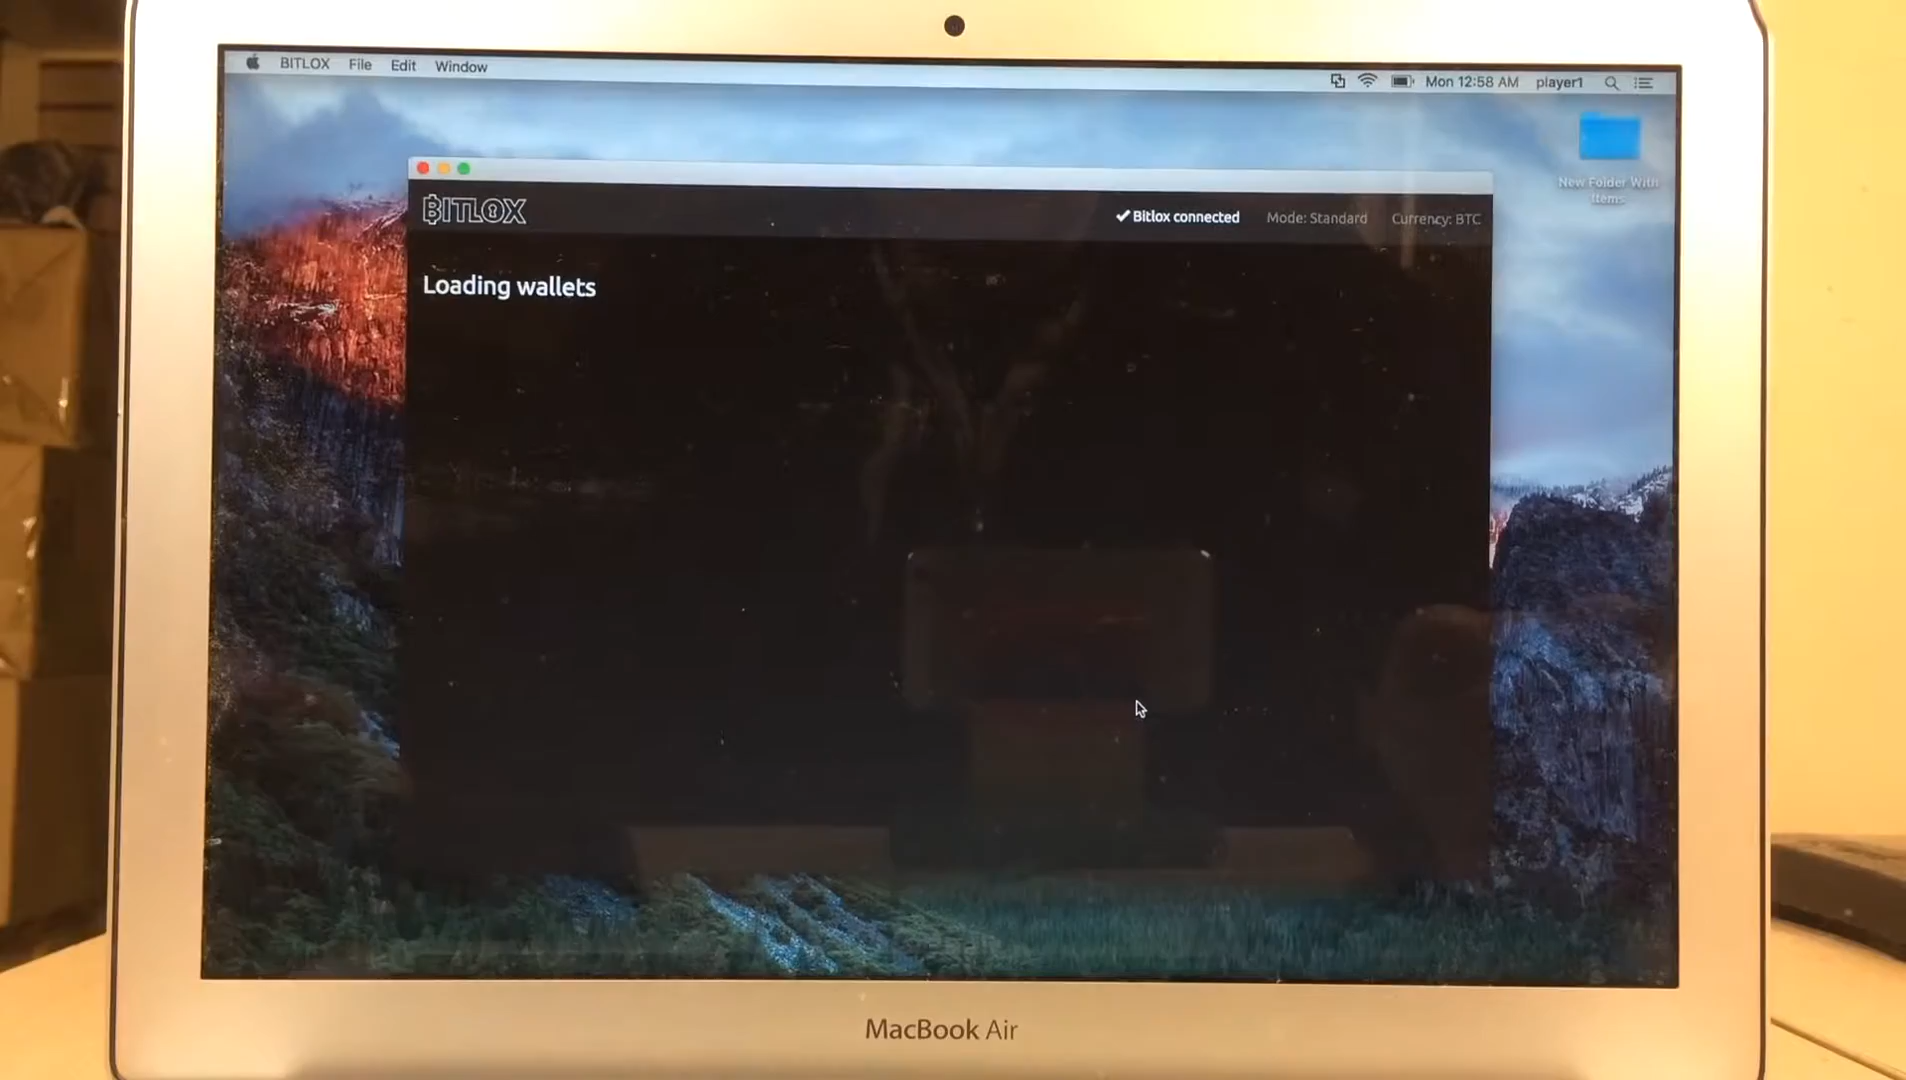 BITLOX File Edit Window
Mon 12:58 AM player1
New Folder With
Items
BITLOX
Bitlox connected Mode: Standard Currency: BTC
Loading wallets
MacBook Air